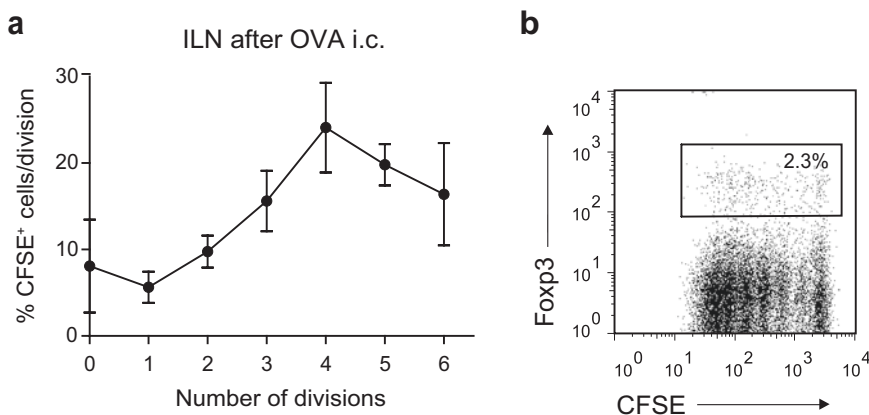 a
ILN after OVA i.c.
% CFSE⁺ cells/division
30
20
10
0
0 1 2 3 4 5 6
Number of divisions
b
10⁴
10³
10²
10¹
10⁰
2.3%
Foxp3
10⁰ 10¹ 10² 10³ 10⁴
CFSE